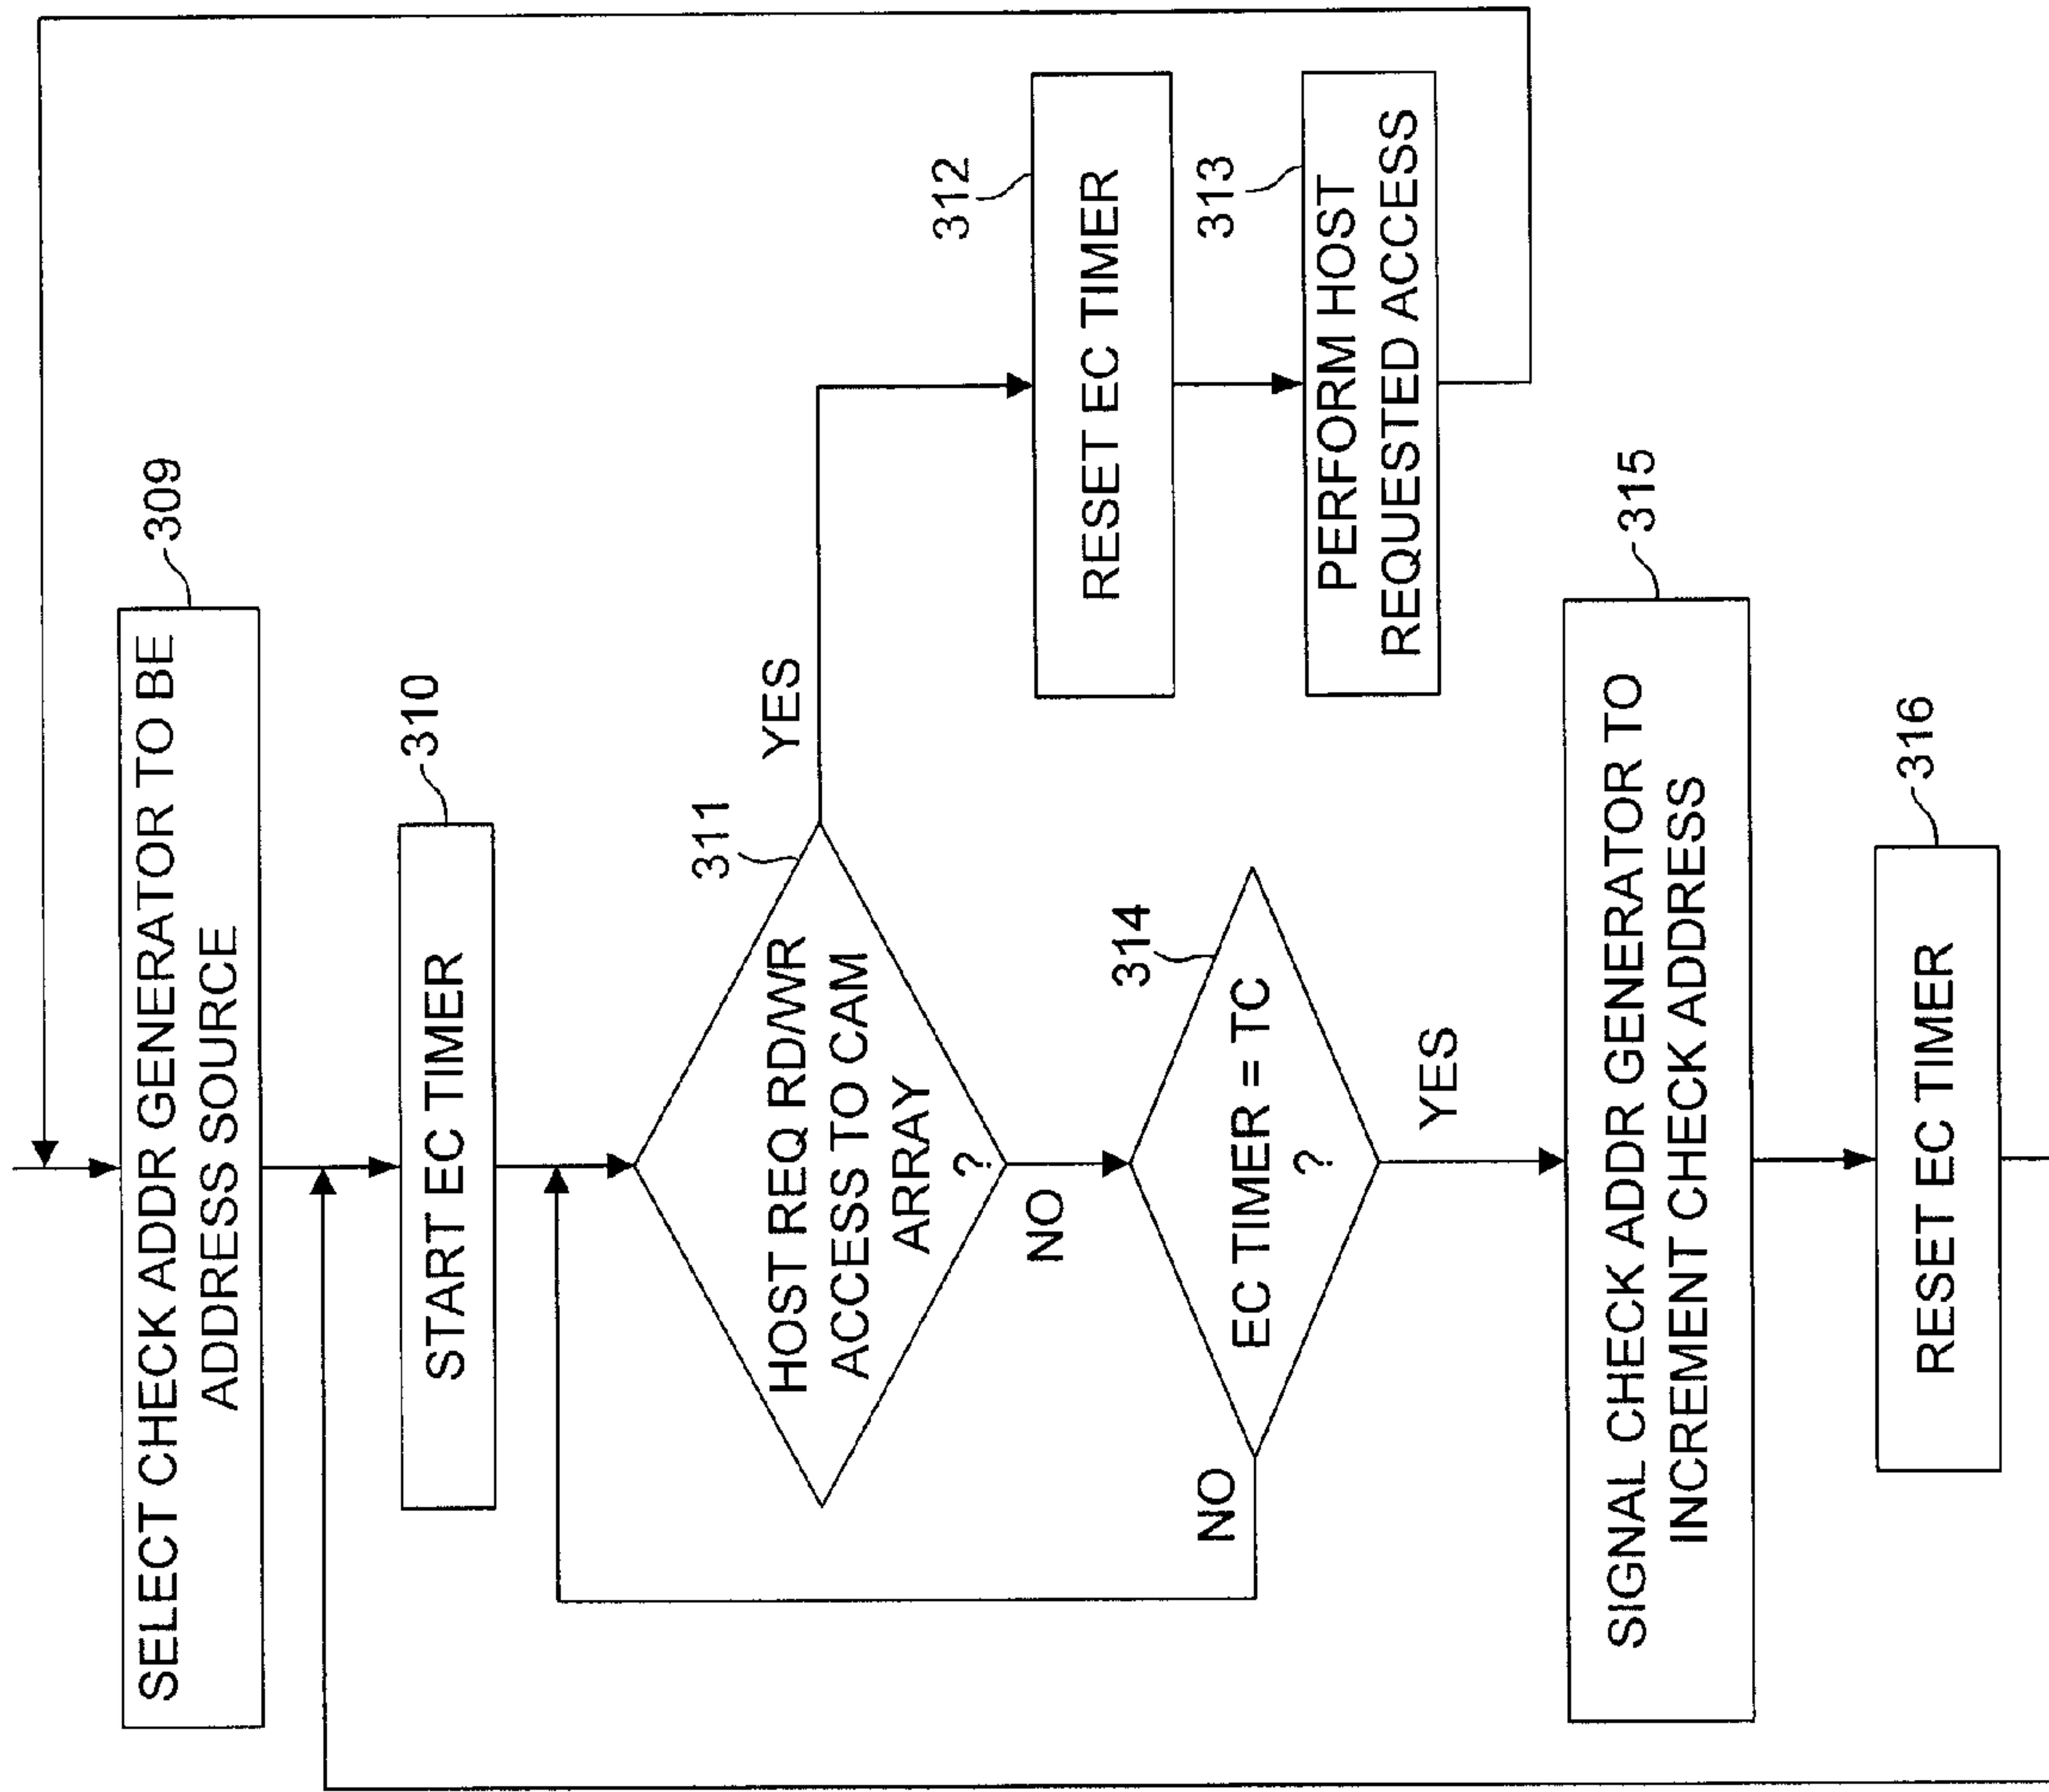 SELECT CHECK ADDR GENERATOR TO BE
ADDRESS SOURCE
309
START EC TIMER
310
HOST REQ RD/WR
ACCESS TO CAM
ARRAY
?
311
YES
NO
RESET EC TIMER
312
PERFORM HOST
REQUESTED ACCESS
313
EC TIMER = TC
?
314
NO
YES
SIGNAL CHECK ADDR GENERATOR TO
INCREMENT CHECK ADDRESS
315
RESET EC TIMER
316